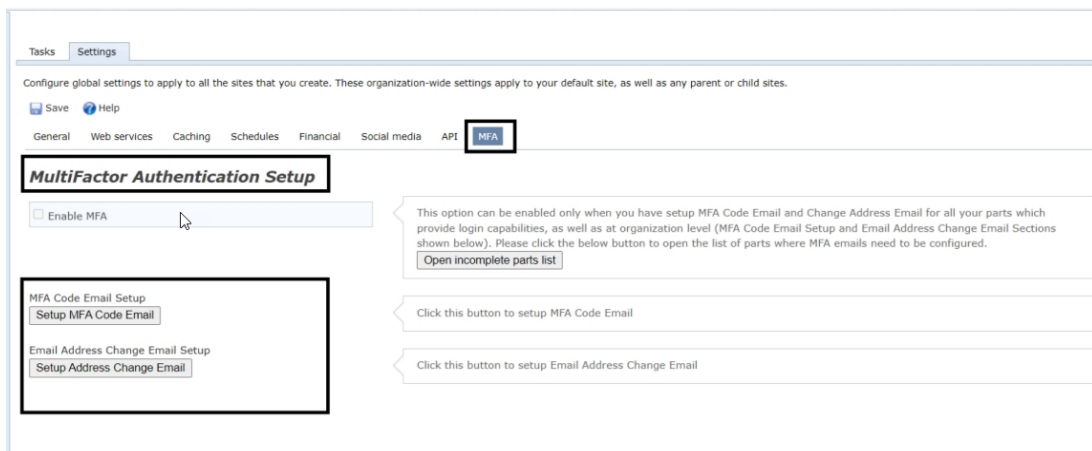 Tasks Settings
Configure global settings to apply to all the sites that you create. These organization-wide settings apply to your default site, as well as any parent or child sites.
Save Help
General Web services Caching Schedules Financial Social media API MFA
MultiFactor Authentication Setup
Enable MFA
This option can be enabled only when you have setup MFA Code Email and Change Address Email for all your parts which
provide login capabilities, as well as at organization level (MFA Code Email Setup and Email Address Change Email Sections
shown below). Please click the below button to open the list of parts where MFA emails need to be configured.
Open incomplete parts list
MFA Code Email Setup
Setup MFA Code Email
Click this button to setup MFA Code Email
Email Address Change Email Setup
Setup Address Change Email
Click this button to setup Email Address Change Email